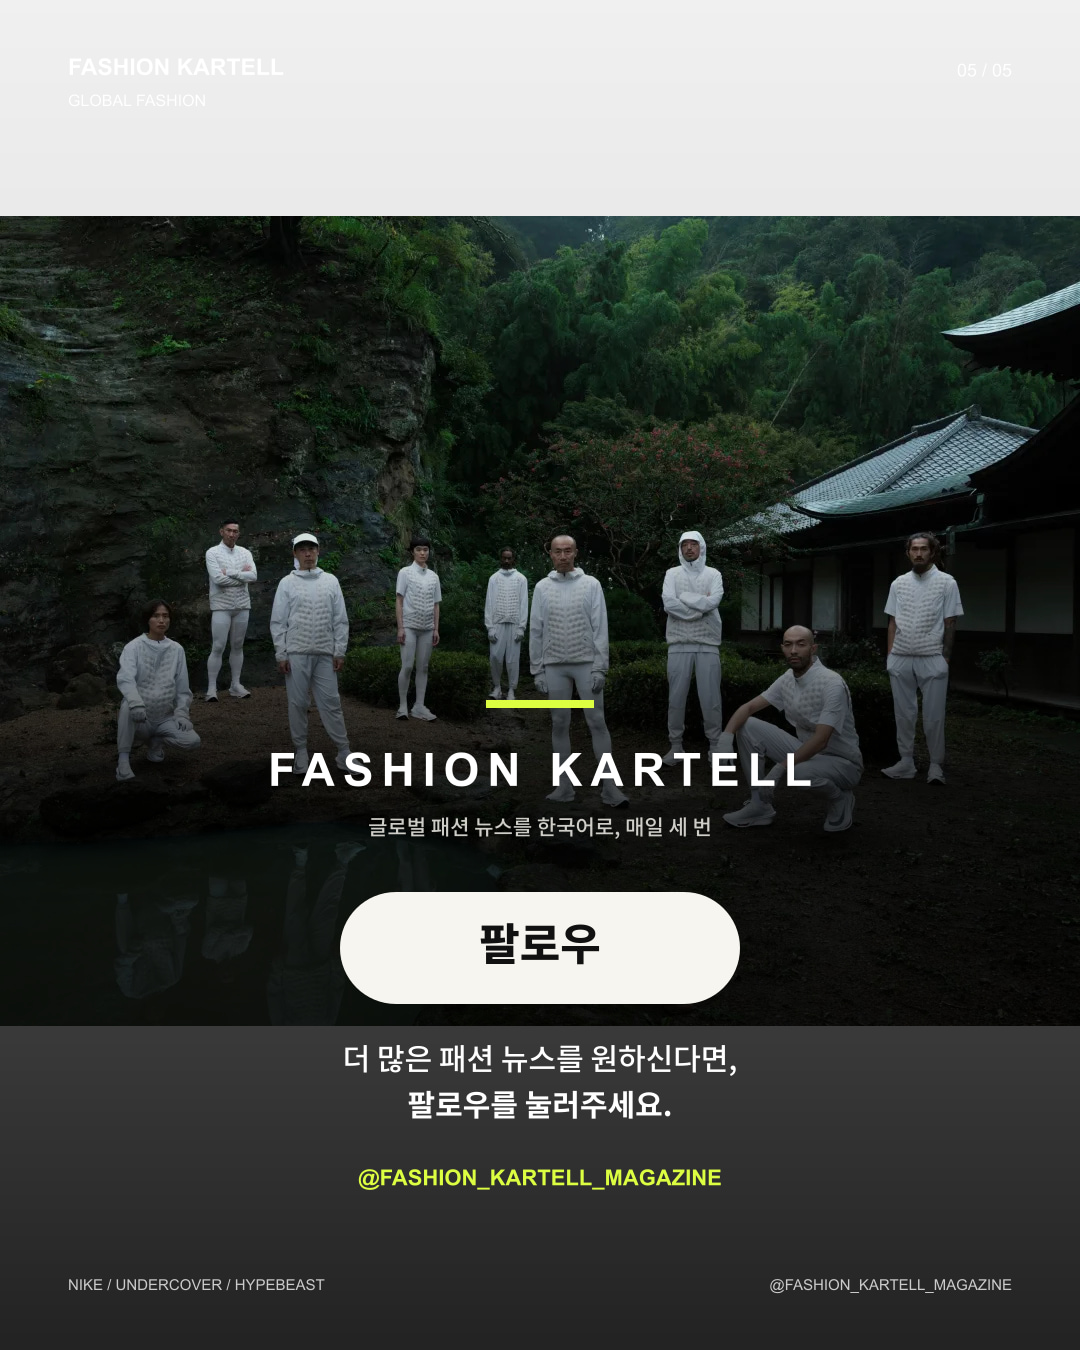 FASHION KARTELL
05 / 05
GLOBAL FASHION
FASHION KARTELL
글로벌 패션 뉴스를 한국어로, 매일 세 번
팔로우
더 많은 패션 뉴스를 원하신다면,
팔로우를 눌러주세요.
@FASHION_KARTELL_MAGAZINE
NIKE / UNDERCOVER / HYPEBEAST
@FASHION_KARTELL_MAGAZINE